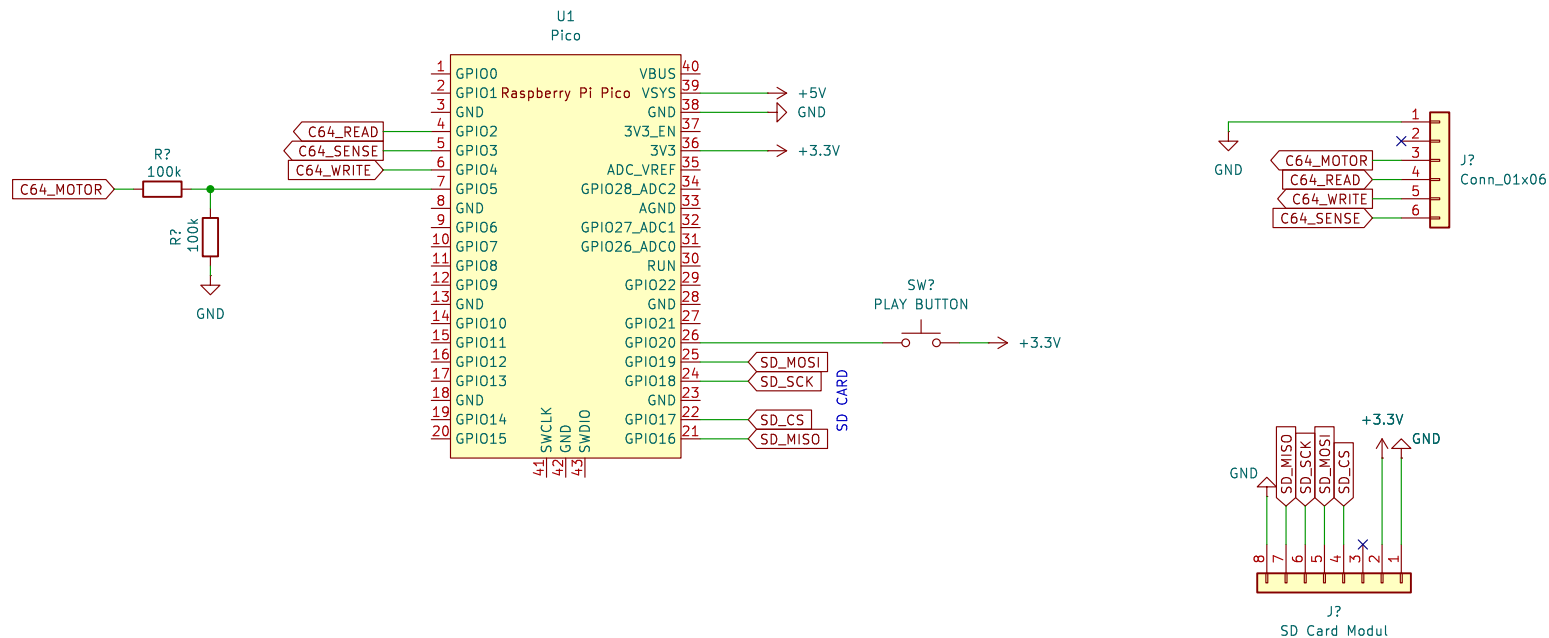 U1
Pico
Raspberry Pi Pico
1 GPIO0
2 GPIO1
3 GND
4 GPIO2
5 GPIO3
6 GPIO4
7 GPIO5
8 GND
9 GPIO6
10 GPIO7
11 GPIO8
12 GPIO9
13 GND
14 GPIO10
15 GPIO11
16 GPIO12
17 GPIO13
18 GND
19 GPIO14
20 GPIO15
VBUS 40
VSYS 39
GND 38
3V3_EN 37
3V3 36
ADC_VREF 35
GPIO28_ADC2 34
AGND 33
GPIO27_ADC1 32
GPIO26_ADC0 31
RUN 30
GPIO22 29
GND 28
GPIO21 27
GPIO20 26
GPIO19 25
GPIO18 24
GND 23
GPIO17 22
GPIO16 21
SWCLK 41
GND 42
SWDIO 43
C64_READ
C64_SENSE
C64_WRITE
C64_MOTOR
R?
100k
R?
100k
GND
+5V
GND
+3.3V
SW?
PLAY BUTTON
+3.3V
SD_MOSI
SD_SCK
SD_CS
SD_MISO
SD CARD
GND
1
2
C64_MOTOR 3
C64_READ 4
C64_WRITE 5
C64_SENSE 6
J?
Conn_01x06
+3.3V
GND
GND
SD_MISO
SD_SCK
SD_MOSI
SD_CS
8
7
6
5
4
3
2
1
J?
SD Card Modul